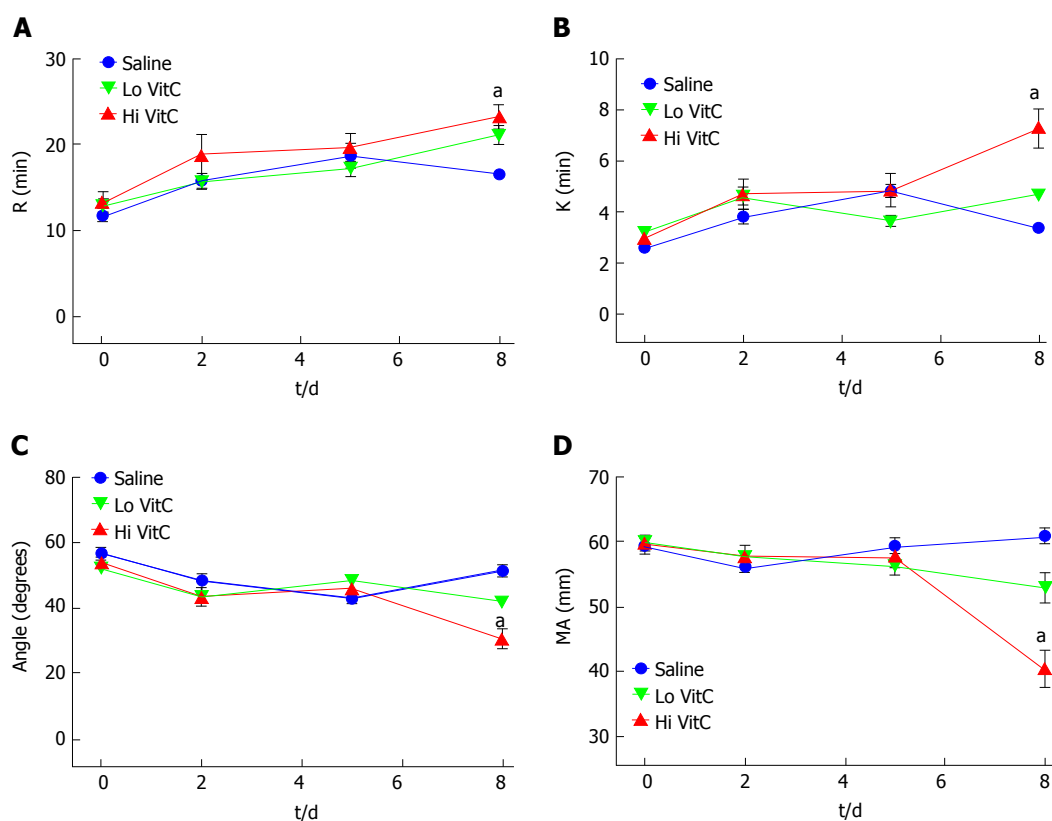 A
30
20
10
0
R (min)
Saline
Lo VitC
Hi VitC
a
0 2 4 6 8
t/d
B
10
8
6
4
2
0
K (min)
Saline
Lo VitC
Hi VitC
a
0 2 4 6 8
t/d
C
80
60
40
20
0
Angle (degrees)
Saline
Lo VitC
Hi VitC
a
0 2 4 6 8
t/d
D
70
60
50
40
30
MA (mm)
a
Saline
Lo VitC
Hi VitC
0 2 4 6 8
t/d